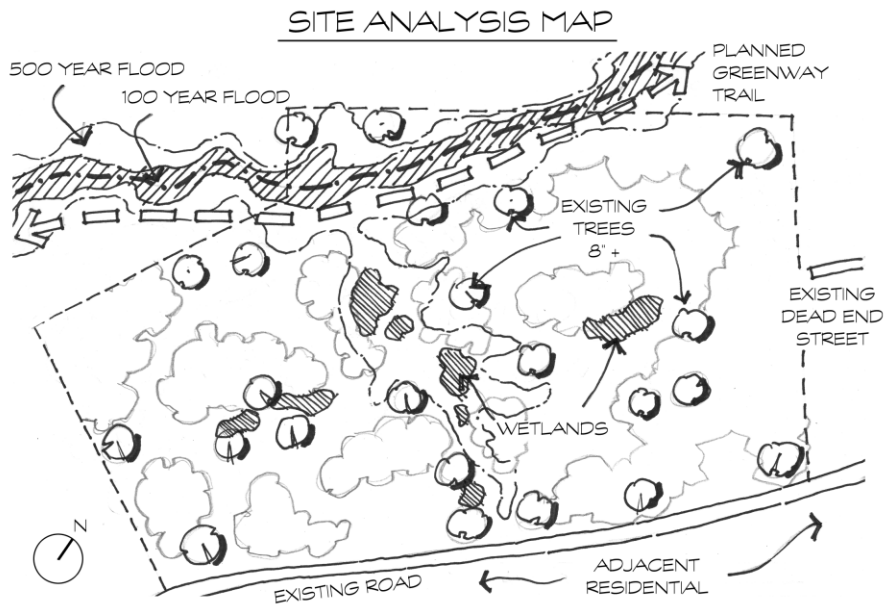 SITE ANALYSIS MAP
500 YEAR FLOOD
100 YEAR FLOOD
PLANNED
GREENWAY
TRAIL
EXISTING
TREES
8" +
EXISTING
DEAD END
STREET
WETLANDS
N
EXISTING ROAD
ADJACENT
RESIDENTIAL